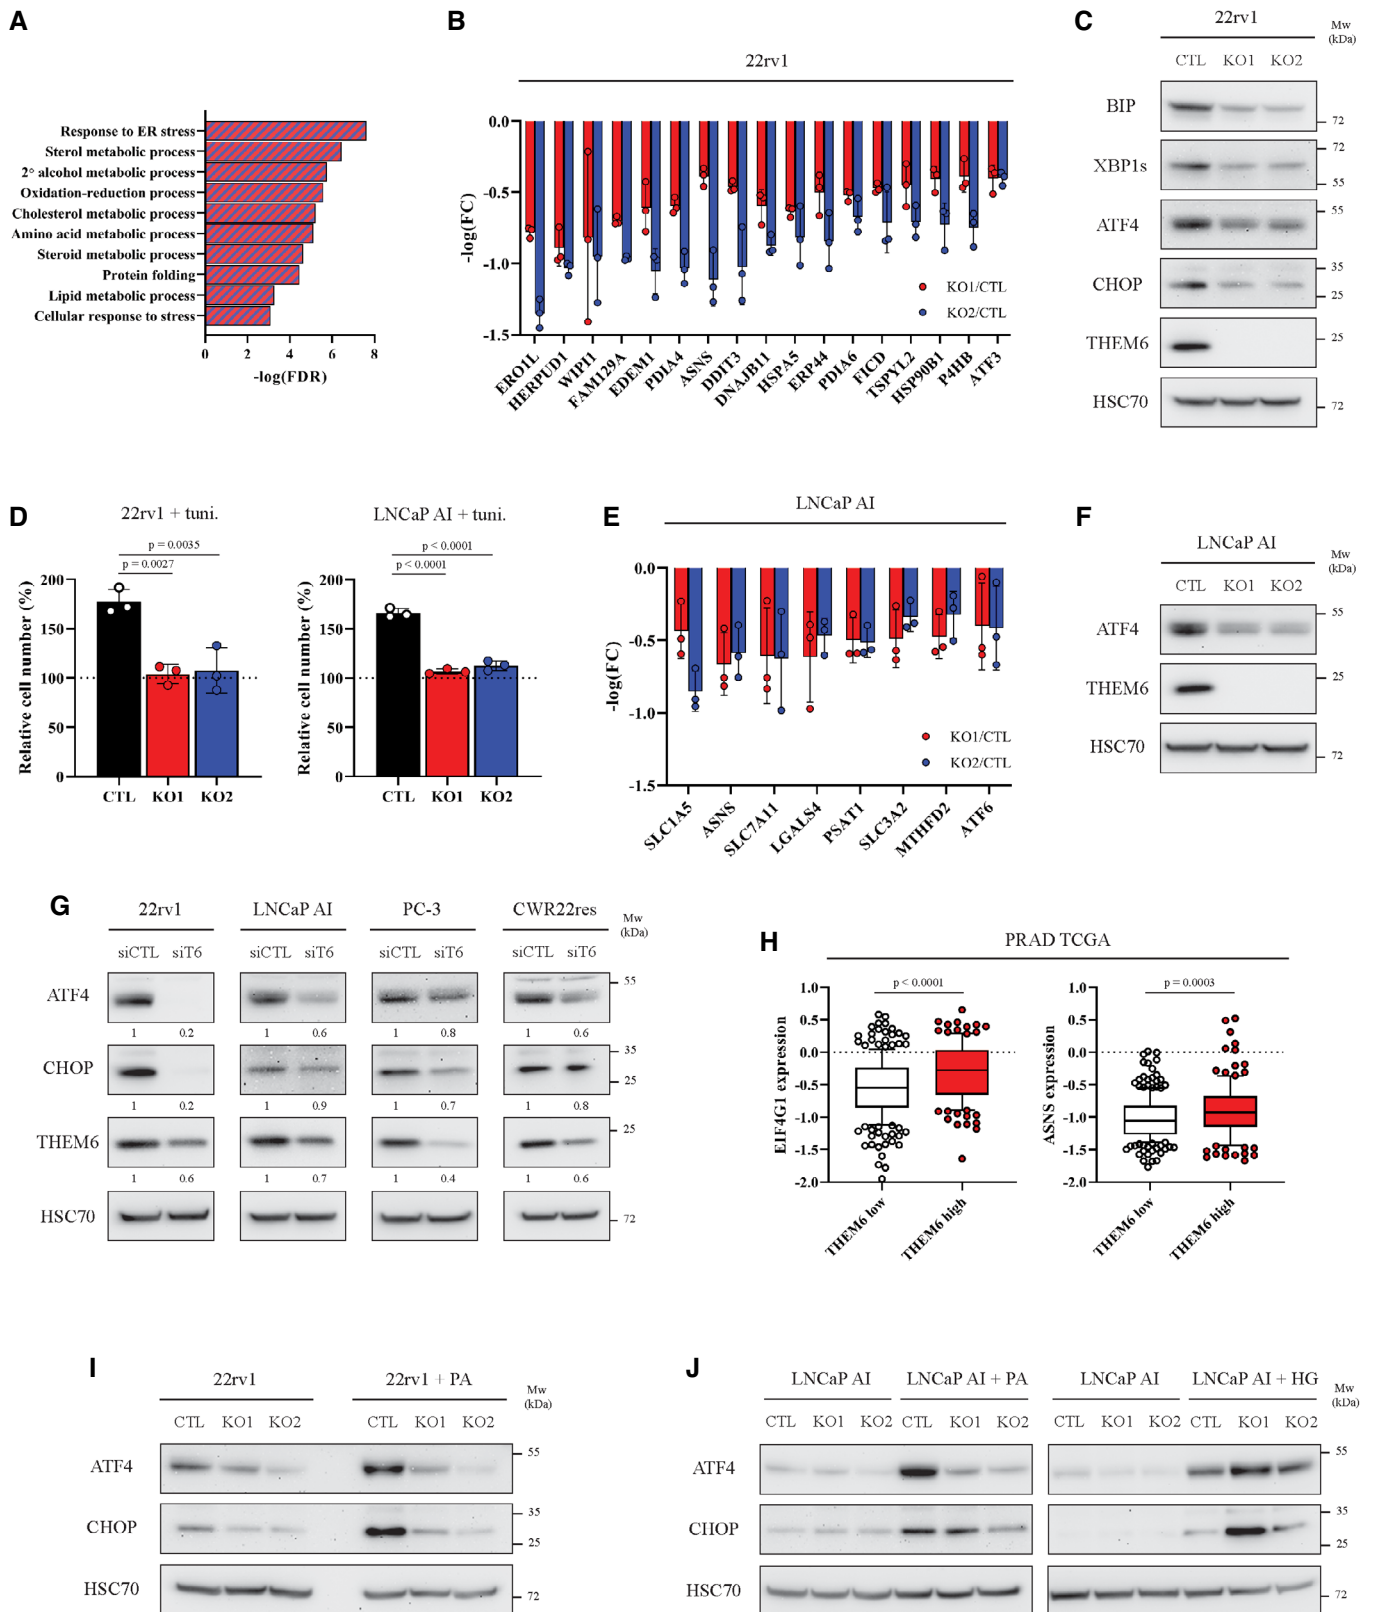 A
Response to ER stress
Sterol metabolic process
2° alcohol metabolic process
Oxidation-reduction process
Cholesterol metabolic process
Amino acid metabolic process
Steroid metabolic process
Protein folding
Lipid metabolic process
Cellular response to stress
0 2 4 6 8
-log(FDR)
B
22rv1
0.0
-0.5
-1.0
-1.5
-log(FC)
KO1/CTL
KO2/CTL
ERO1L HERPUD1 WIPI1 FAM129A EDEM1 PDIA4 ASNS DDIT3 DNAJB11 HSPA5 ERP44 PDIA6 FICD TSPYL2 HSP90B1 P4HB ATF3
C
22rv1
Mw
(kDa)
CTL KO1 KO2
BIP
72
XBP1s
72
55
ATF4
55
CHOP
35
25
THEM6
25
HSC70
72
D
22rv1 + tuni.
p = 0.0035
p = 0.0027
200
150
100
50
0
Relative cell number (%)
CTL KO1 KO2
LNCaP AI + tuni.
p < 0.0001
p < 0.0001
200
150
100
50
0
Relative cell number (%)
CTL KO1 KO2
E
LNCaP AI
0.0
-0.5
-1.0
-1.5
-log(FC)
KO1/CTL
KO2/CTL
SLC1A5 ASNS SLC7A11 LGALS4 PSAT1 SLC3A2 MTHFD2 ATF6
F
LNCaP AI
Mw
(kDa)
CTL KO1 KO2
ATF4
55
THEM6
25
HSC70
72
G
22rv1 LNCaP AI PC-3 CWR22res
Mw
(kDa)
siCTL siT6 siCTL siT6 siCTL siT6 siCTL siT6
ATF4
55
1 0.2 1 0.6 1 0.8 1 0.6
CHOP
35
25
1 0.2 1 0.9 1 0.7 1 0.8
THEM6
25
1 0.6 1 0.7 1 0.4 1 0.6
HSC70
72
H
PRAD TCGA
p < 0.0001
1.0
0.5
0.0
-0.5
-1.0
-1.5
-2.0
EIF4G1 expression
THEM6 low THEM6 high
p = 0.0003
1.0
0.5
0.0
-0.5
-1.0
-1.5
-2.0
ASNS expression
THEM6 low THEM6 high
I
22rv1 22rv1 + PA
Mw
(kDa)
CTL KO1 KO2 CTL KO1 KO2
ATF4
55
CHOP
35
25
HSC70
72
J
LNCaP AI LNCaP AI + PA LNCaP AI LNCaP AI + HG
Mw
(kDa)
CTL KO1 KO2 CTL KO1 KO2 CTL KO1 KO2 CTL KO1 KO2
ATF4
55
CHOP
35
25
HSC70
72